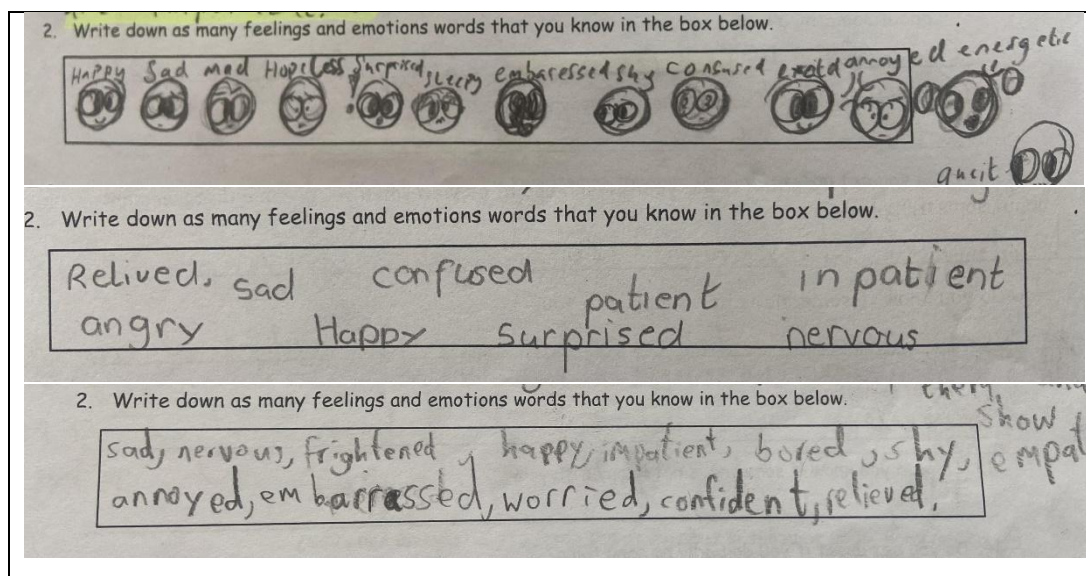 2. Write down as many feelings and emotions words that you know in the box below.
Happy Sad mad Hopeless Surprised, sleepy embaressed shy Consused annoyed energetic
2. Write down as many feelings and emotions words that you know in the box below.
Relived, sad confused patient inpatient
angry Happy surprised nervous
2. Write down as many feelings and emotions words that you know in the box below.
Show
sad, nervous, frightened, happy, impatient, bored, shy, empa
annoyed, embarrassed, worried, confident, relieved.